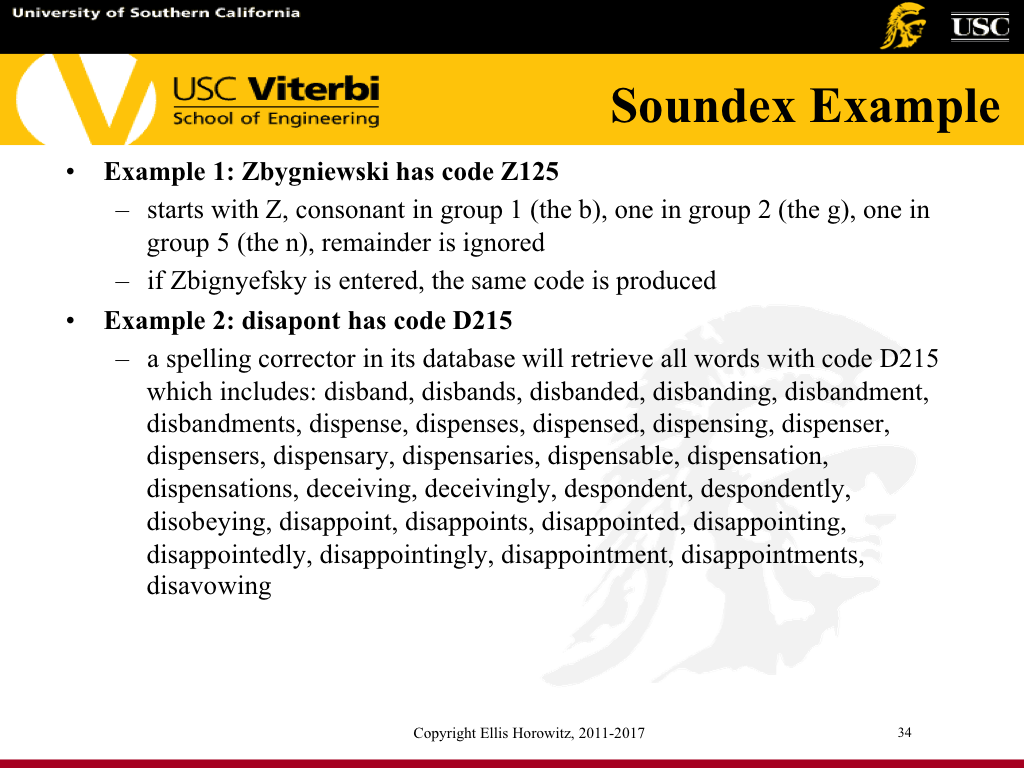 University of Southern California
USC
USC Viterbi
School of Engineering
Soundex Example
• Example 1: Zbygniewski has code Z125
– starts with Z, consonant in group 1 (the b), one in group 2 (the g), one in
group 5 (the n), remainder is ignored
– if Zbignyefsky is entered, the same code is produced
• Example 2: disapont has code D215
– a spelling corrector in its database will retrieve all words with code D215
which includes: disband, disbands, disbanded, disbanding, disbandment,
disbandments, dispense, dispenses, dispensed, dispensing, dispenser,
dispensers, dispensary, dispensaries, dispensable, dispensation,
dispensations, deceiving, deceivingly, despondent, despondently,
disobeying, disappoint, disappoints, disappointed, disappointing,
disappointedly, disappointingly, disappointment, disappointments,
disavowing
Copyright Ellis Horowitz, 2011-2017
34